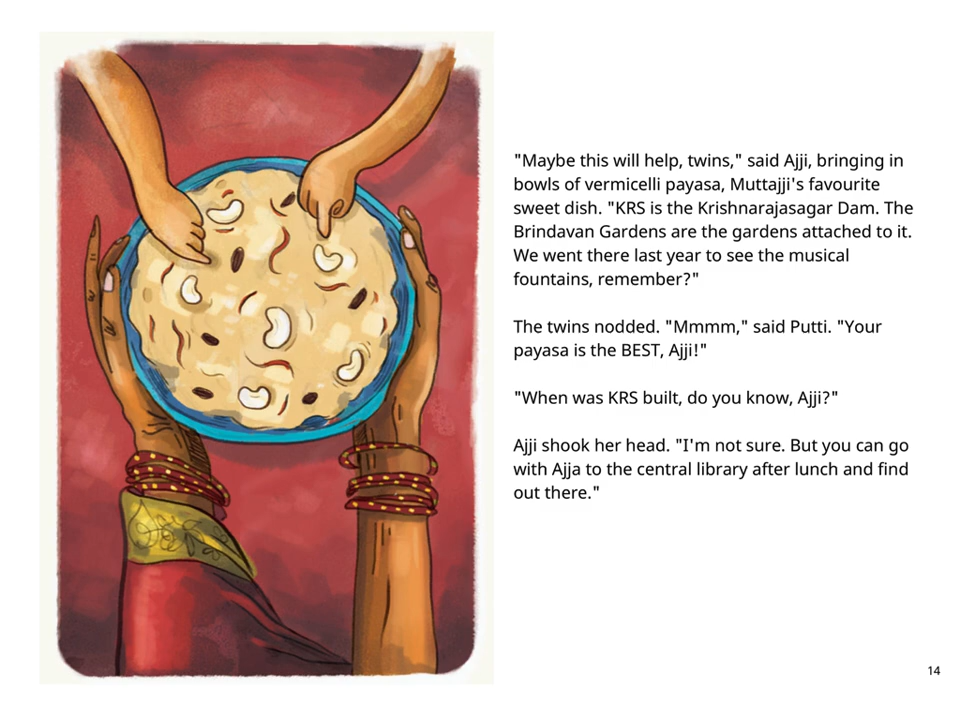 "Maybe this will help, twins," said Ajji, bringing in
bowls of vermicelli payasa, Muttajji's favourite
sweet dish. "KRS is the Krishnarajasagar Dam. The
Brindavan Gardens are the gardens attached to it.
We went there last year to see the musical
fountains, remember?"
The twins nodded. "Mmmm," said Putti. "Your
payasa is the BEST, Ajji!"
"When was KRS built, do you know, Ajji?"
Ajji shook her head. "I'm not sure. But you can go
with Ajja to the central library after lunch and find
out there."
14